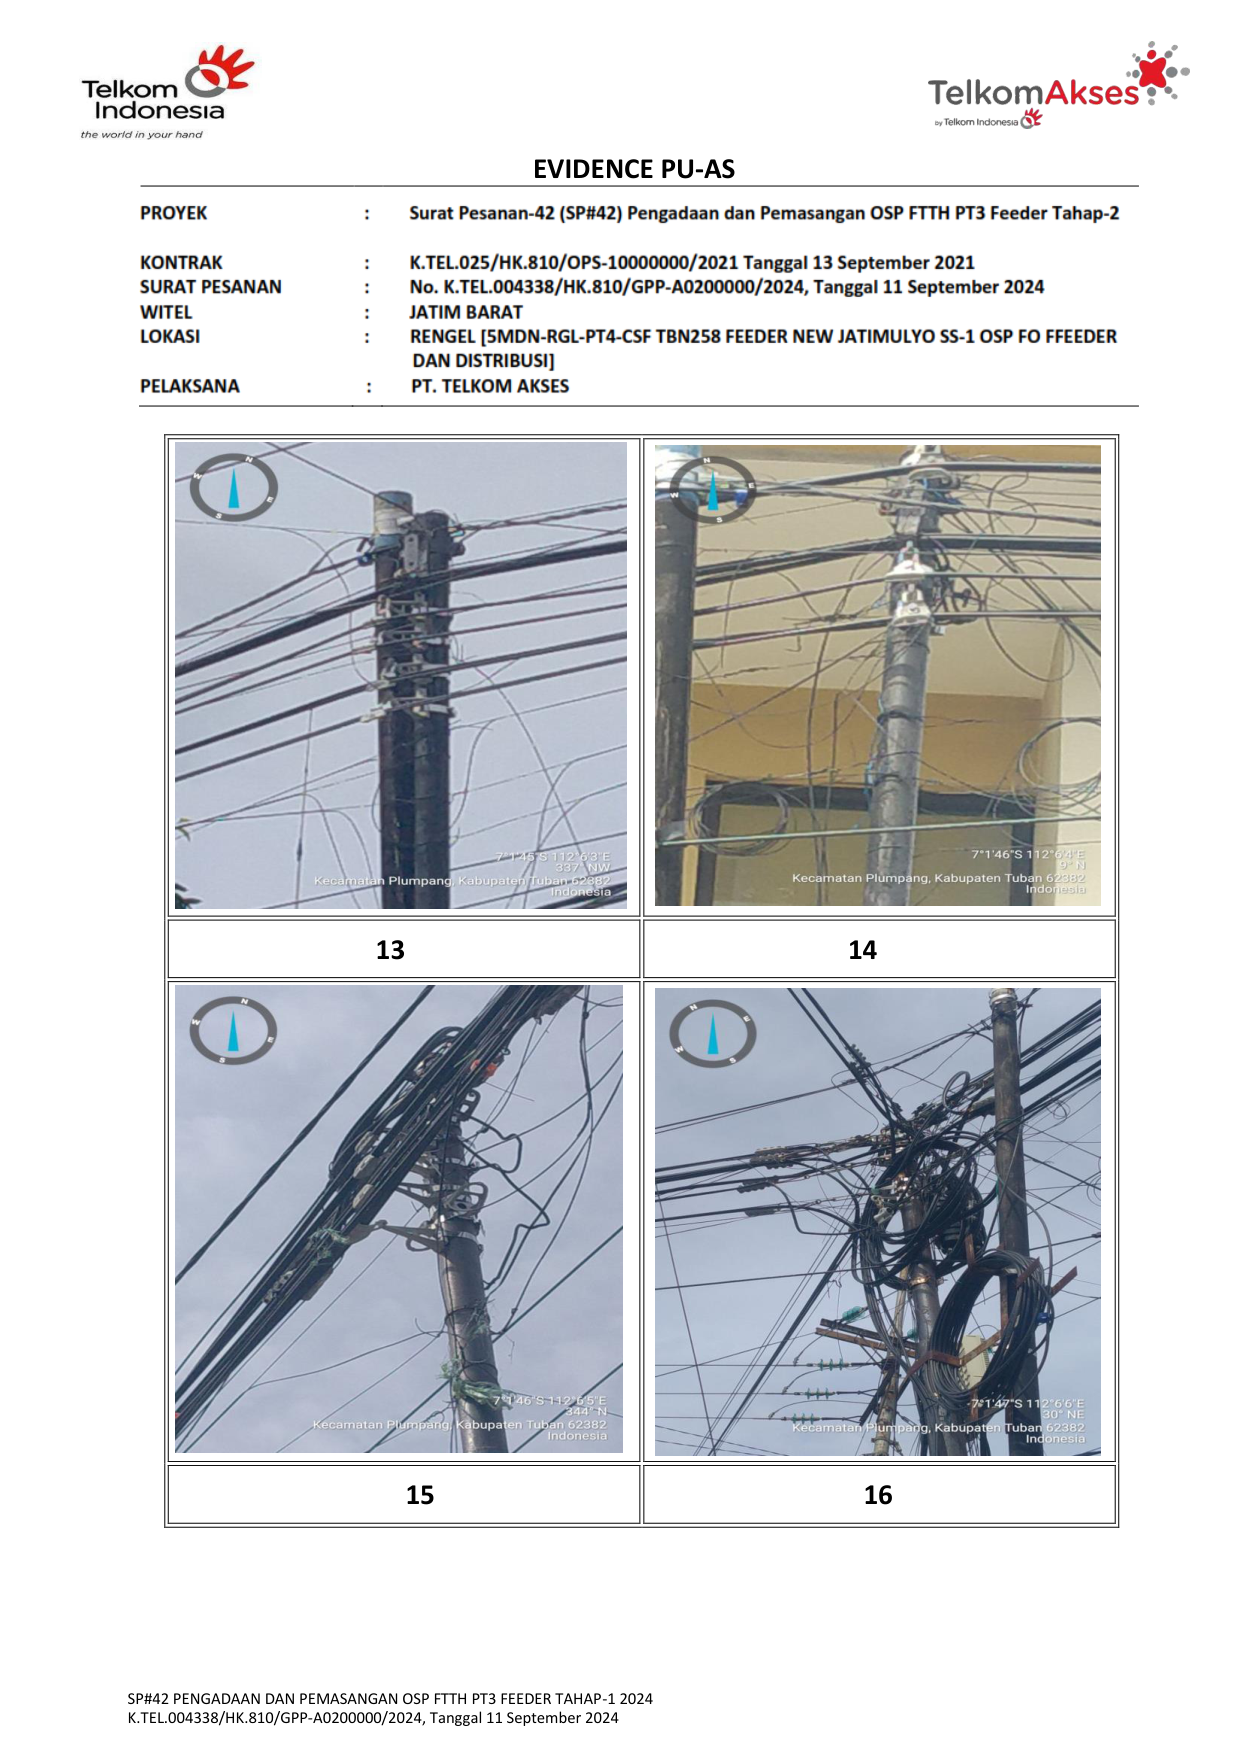 Telkom
Indonesia
the world in your hand
TelkomAkses
by Telkom Indonesia
EVIDENCE PU-AS
PROYEK : Surat Pesanan-42 (SP#42) Pengadaan dan Pemasangan OSP FTTH PT3 Feeder Tahap-2
KONTRAK : K.TEL.025/HK.810/OPS-10000000/2021 Tanggal 13 September 2021
SURAT PESANAN : No. K.TEL.004338/HK.810/GPP-A0200000/2024, Tanggal 11 September 2024
WITEL : JATIM BARAT
LOKASI : RENGEL [5MDN-RGL-PT4-CSF TBN258 FEEDER NEW JATIMULYO SS-1 OSP FO FFEEDER
DAN DISTRIBUSI]
PELAKSANA : PT. TELKOM AKSES
N
W
E
S
7°1'45"S 112°6'3"E
337° NW
Kecamatan Plumpang, Kabupaten Tuban 62382
Indonesia
N
W
E
S
7°1'46"S 112°6'4"E
9° N
Kecamatan Plumpang, Kabupaten Tuban 62382
Indonesia
13
14
N
W
E
S
7°1'46"S 112°6'5"E
344° N
Kecamatan Plumpang, Kabupaten Tuban 62382
Indonesia
N
E
W
S
-7°1'47"S 112°6'6"E
30° NE
Kecamatan Plumpang, Kabupaten Tuban 62382
Indonesia
15
16
SP#42 PENGADAAN DAN PEMASANGAN OSP FTTH PT3 FEEDER TAHAP-1 2024
K.TEL.004338/HK.810/GPP-A0200000/2024, Tanggal 11 September 2024